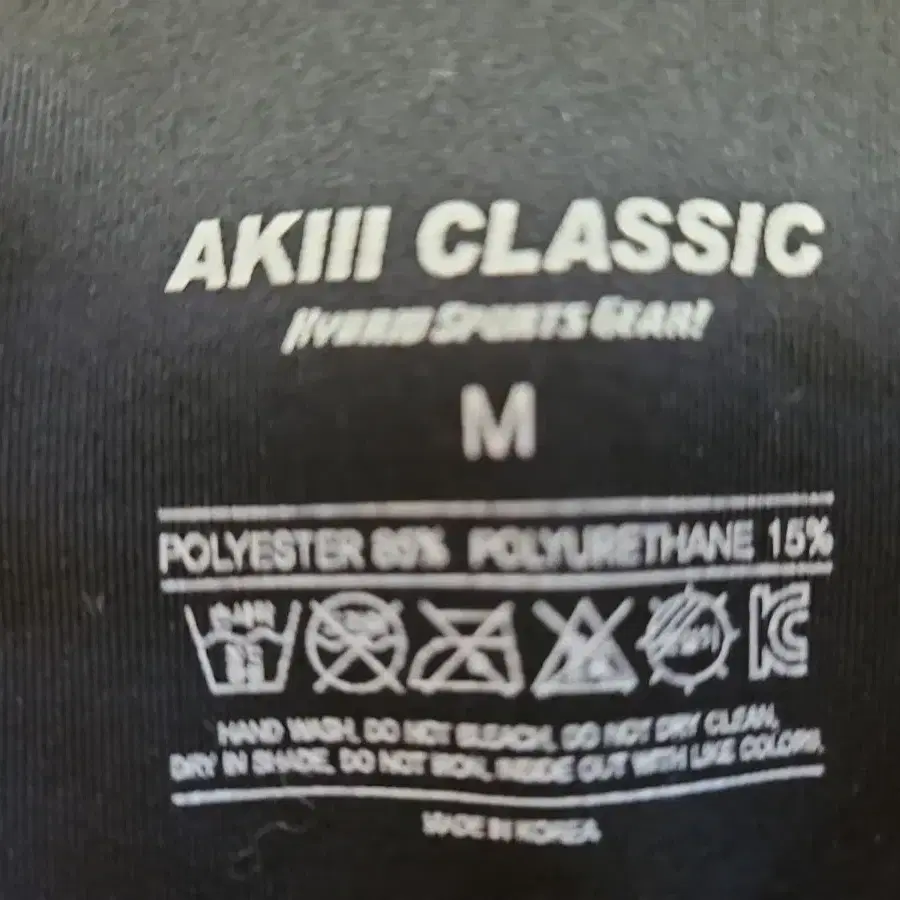 AKIII CLASSIC
HYBRID SPORTS GEAR!
M
POLYESTER 85% POLYURETHANE 15%
HAND WASH, DO NOT BLEACH, DO NOT DRY CLEAN,
DRY IN SHADE, DO NOT IRON, INSIDE OUT WITH LIKE COLORS.
MADE IN KOREA